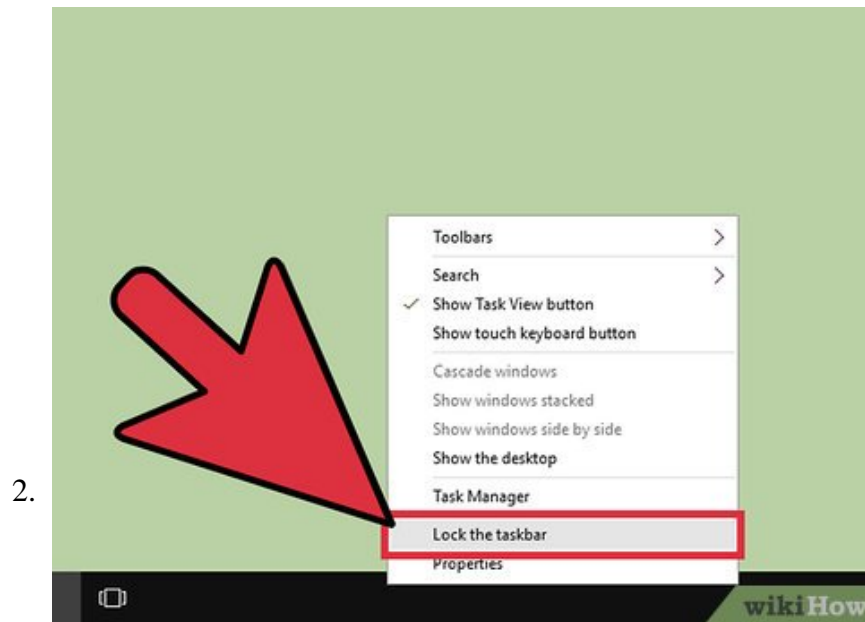 Toolbars
Search
Show Task View button
Show touch keyboard button
Cascade windows
Show windows stacked
Show windows side by side
Show the desktop
2.
Task Manager
Lock the taskbar
Properties
wikiHow